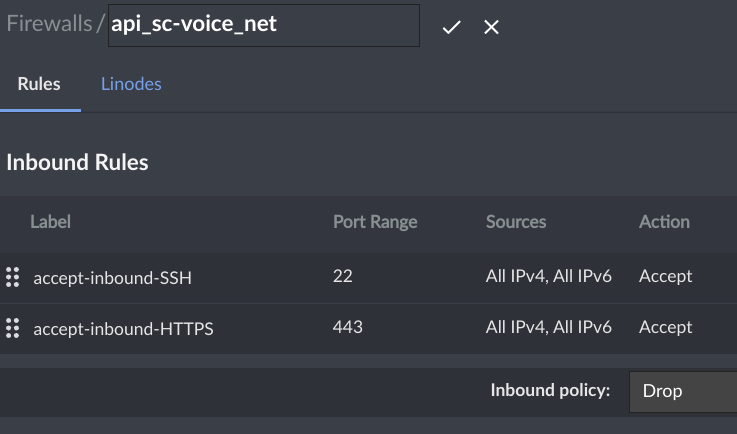 Firewalls / api_sc-voice_net
Rules Linodes
Inbound Rules
Label Port Range Sources Action
accept-inbound-SSH 22 All IPv4, All IPv6 Accept
accept-inbound-HTTPS 443 All IPv4, All IPv6 Accept
Inbound policy: Drop